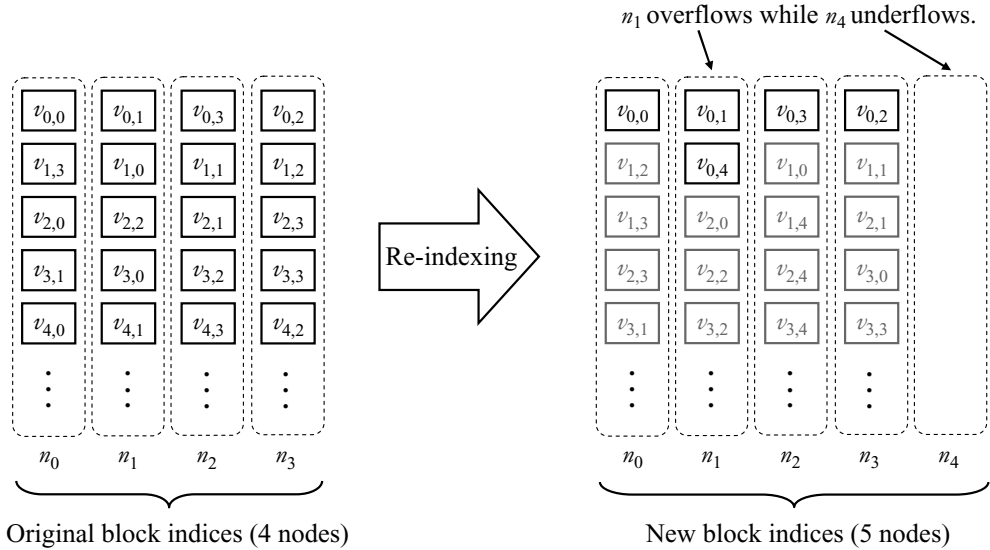 n1 overflows while n4 underflows.
v0,0 v0,1 v0,3 v0,2
v1,3 v1,0 v1,1 v1,2
v2,0 v2,2 v2,1 v2,3
v3,1 v3,0 v3,2 v3,3
v4,0 v4,1 v4,3 v4,2
n0 n1 n2 n3
Original block indices (4 nodes)
Re-indexing
v0,0 v0,1 v0,3 v0,2
v1,2 v0,4 v1,0 v1,1
v1,3 v2,0 v1,4 v2,1
v2,3 v2,2 v2,4 v3,0
v3,1 v3,2 v3,4 v3,3
n0 n1 n2 n3 n4
New block indices (5 nodes)